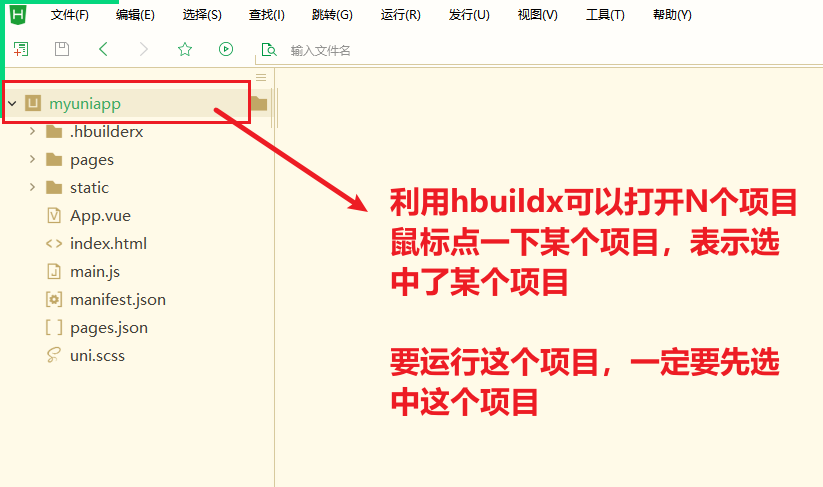 文件(F) 编辑(E) 选择(S) 查找(I) 跳转(G) 运行(R) 发行(U) 视图(V) 工具(T) 帮助(Y)
输入文件名
myuniapp
.hbuilderx
pages
static
App.vue
index.html
main.js
manifest.json
pages.json
uni.scss
利用hbuildx可以打开N个项目
鼠标点一下某个项目，表示选
中了某个项目
要运行这个项目，一定要先选
中这个项目